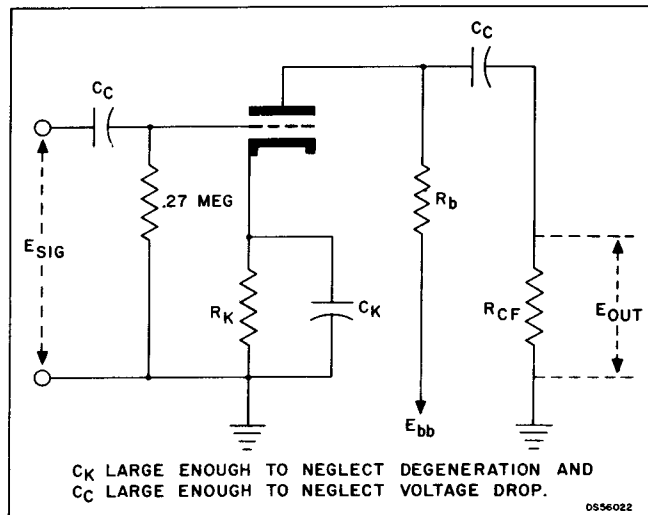 CC
CC
.27 MEG
Rb
ESIG
RK
CK
RCF
EOUT
Ebb
CK LARGE ENOUGH TO NEGLECT DEGENERATION AND
CC LARGE ENOUGH TO NEGLECT VOLTAGE DROP.
DS56022